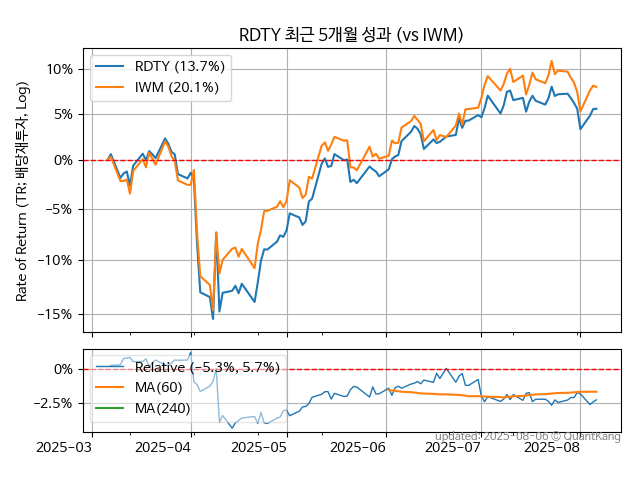 RDTY 최근 5개월 성과 (vs IWM)
RDTY (13.7%)
IWM (20.1%)
Rate of Return (TR; 배당재투자, Log)
10%
5%
0%
−5%
−10%
−15%
Relative (−5.3%, 5.7%)
MA(60)
MA(240)
0%
−2.5%
updated: 2025-08-06 © QuantKang
2025-03
2025-04
2025-05
2025-06
2025-07
2025-08